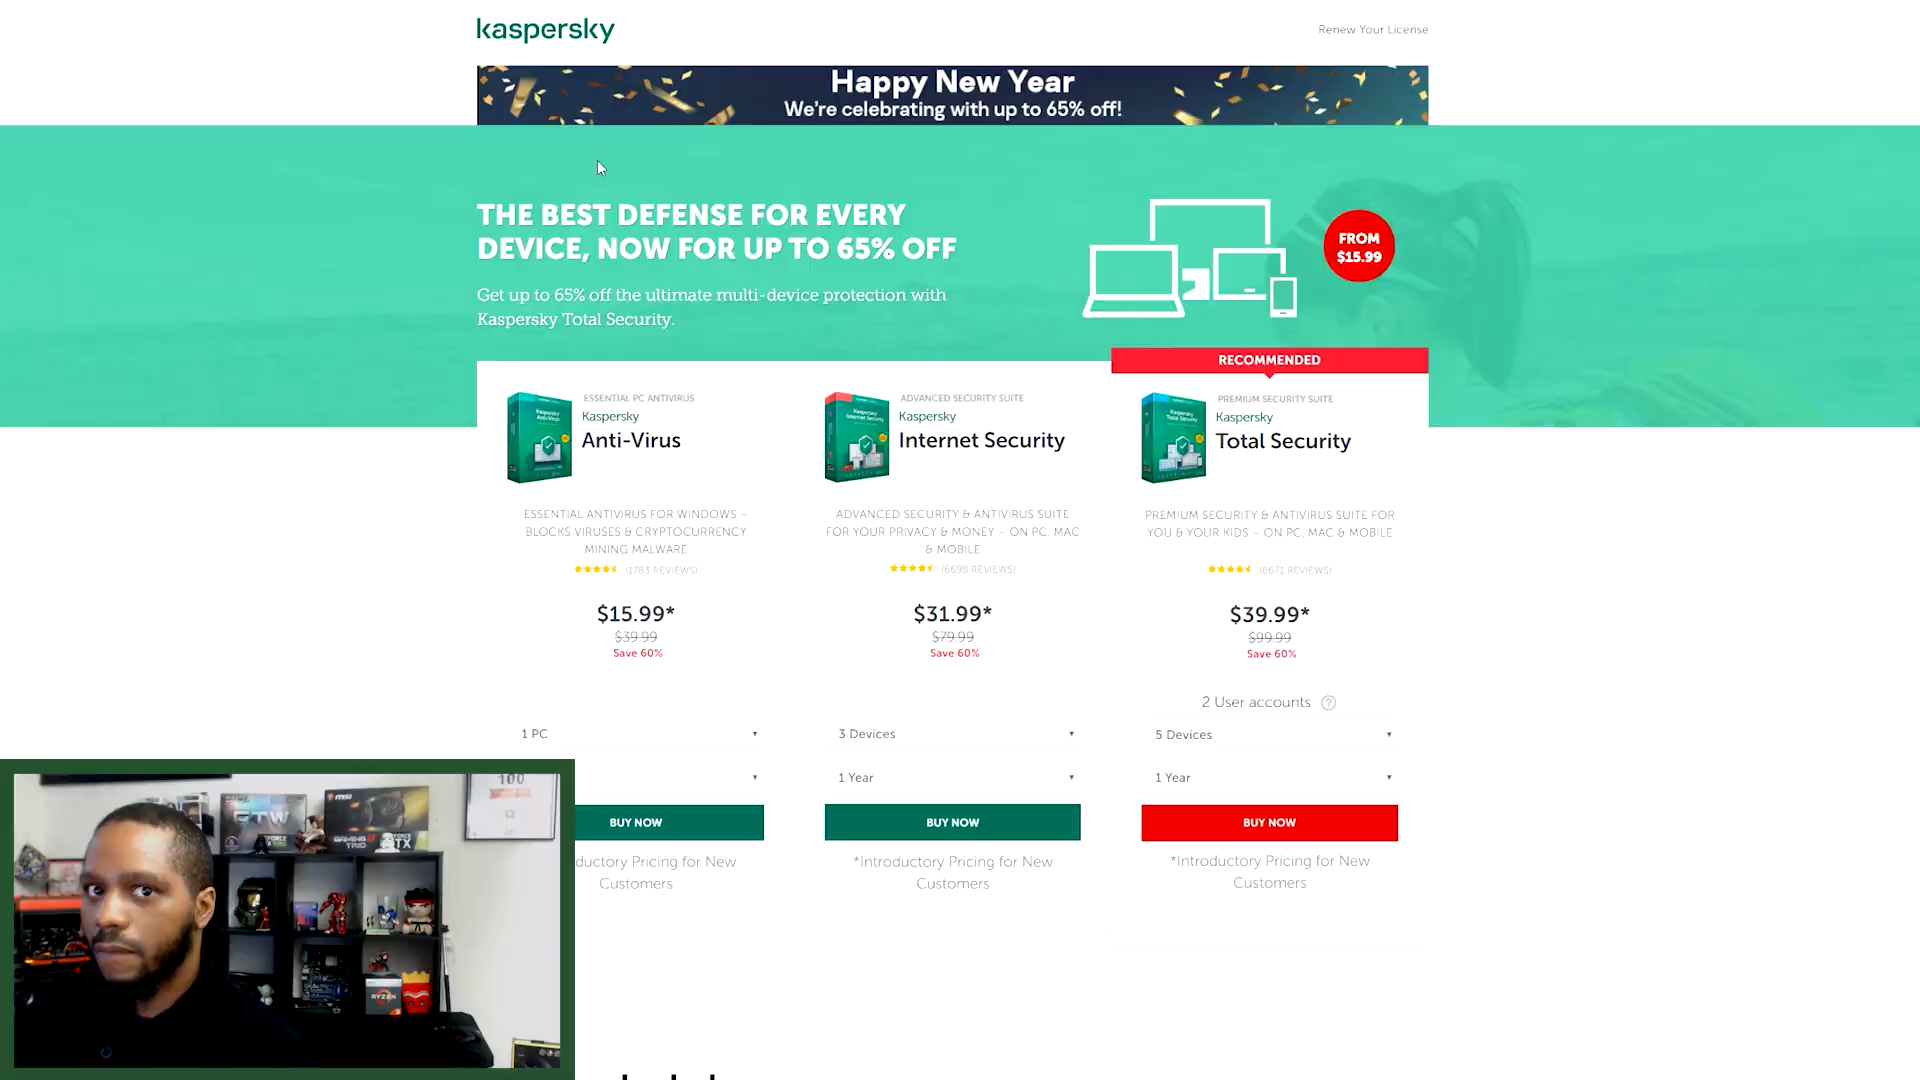 kaspersky
Renew Your License
Happy New Year
We're celebrating with up to 65% off!
THE BEST DEFENSE FOR EVERY
DEVICE, NOW FOR UP TO 65% OFF
Get up to 65% off the ultimate multi-device protection with
Kaspersky Total Security.
FROM
$15.99
RECOMMENDED
ESSENTIAL PC ANTIVIRUS
Kaspersky
Anti-Virus
ESSENTIAL ANTIVIRUS FOR WINDOWS –
BLOCKS VIRUSES & CRYPTOCURRENCY
MINING MALWARE
(1783 REVIEWS)
$15.99*
$39.99
Save 60%
1 PC
BUY NOW
ductory Pricing for New
Customers
ADVANCED SECURITY SUITE
Kaspersky
Internet Security
ADVANCED SECURITY & ANTIVIRUS SUITE
FOR YOUR PRIVACY & MONEY – ON PC, MAC
& MOBILE
(6698 REVIEWS)
$31.99*
$79.99
Save 60%
3 Devices
1 Year
BUY NOW
*Introductory Pricing for New
Customers
PREMIUM SECURITY SUITE
Kaspersky
Total Security
PREMIUM SECURITY & ANTIVIRUS SUITE FOR
YOU & YOUR KIDS – ON PC, MAC & MOBILE
(6671 REVIEWS)
$39.99*
$99.99
Save 60%
2 User accounts
5 Devices
1 Year
BUY NOW
*Introductory Pricing for New
Customers
100
FTW
msi
GAMING
TRIO
RYZEN